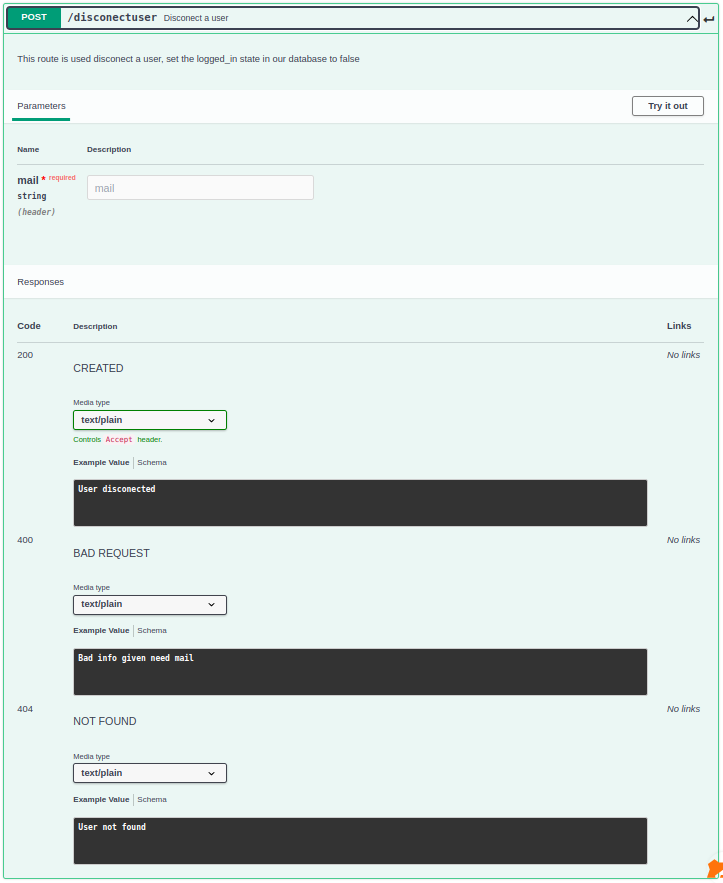 POST /disconectuser Disconect a user
This route is used disconect a user, set the logged_in state in our database to false
Parameters Try it out
Name Description
mail * required mail
string
(header)
Responses
Code Description Links
200 No links
CREATED
Media type
text/plain
Controls Accept header.
Example Value Schema
User disconected
400 No links
BAD REQUEST
Media type
text/plain
Example Value Schema
Bad info given need mail
404 No links
NOT FOUND
Media type
text/plain
Example Value Schema
User not found